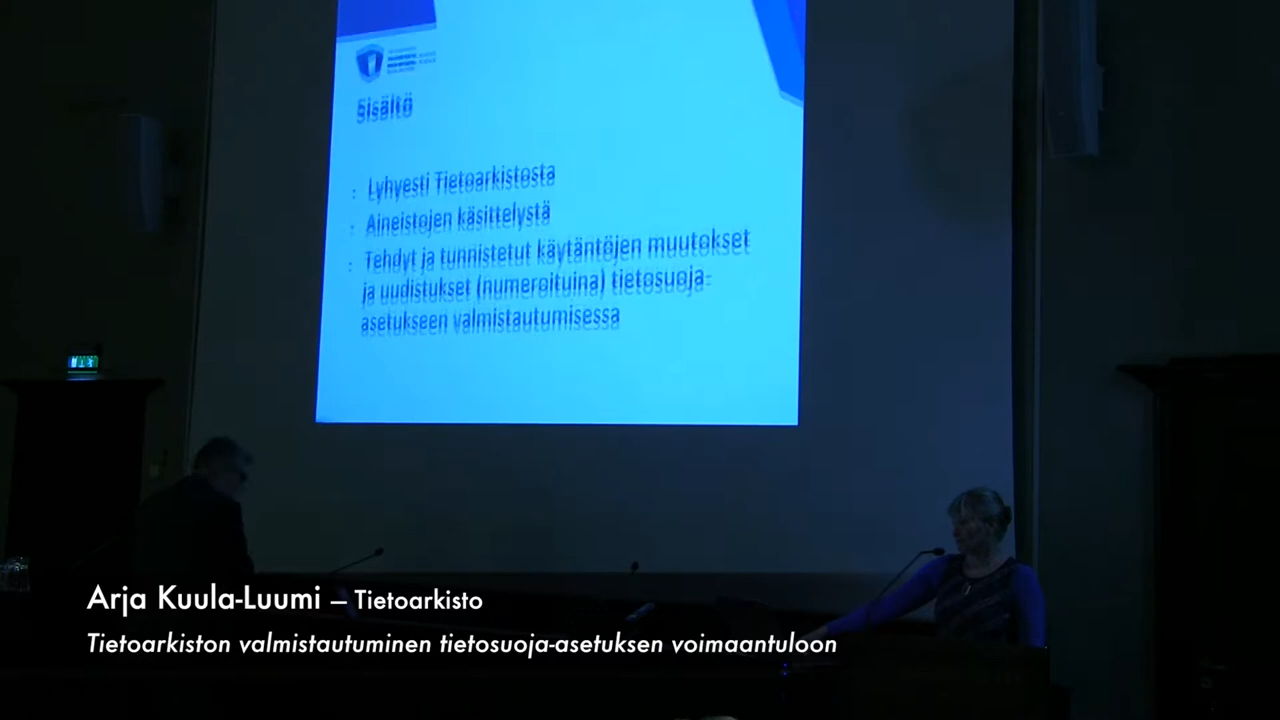 Sisältö
Lyhyesti Tietoarkistosta
Aineistojen käsittelystä
Tehdyt ja tunnistetut käytäntöjen muutokset
ja uudistukset (numeroituina) tietosuoja-
asetukseen valmistautumisessa
Arja Kuula-Luumi – Tietoarkisto
Tietoarkiston valmistautuminen tietosuoja-asetuksen voimaantuloon